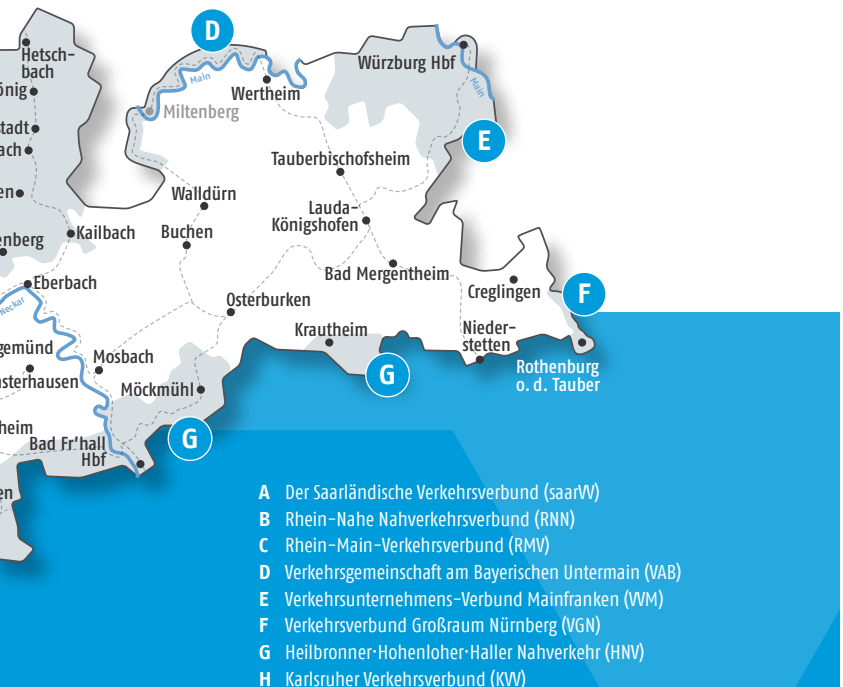 D
Hetsch-
bach
önig
Main
Wertheim
Miltenberg
Würzburg Hbf
Main
E
stadt
ach
Tauberbischofsheim
en
Walldürn
Lauda-
Königshofen
enberg
Kailbach
Buchen
Bad Mergentheim
Eberbach
Neckar
Creglingen
F
Osterburken
Krautheim
Nieder-
stetten
gemünd
Mosbach
Rothenburg
o. d. Tauber
G
sterhausen
Möckmühl
heim
Bad Fr'hall
Hbf
G
en
A Der Saarländische Verkehrsverbund (saarVV)
B Rhein-Nahe Nahverkehrsverbund (RNN)
C Rhein-Main-Verkehrsverbund (RMV)
D Verkehrsgemeinschaft am Bayerischen Untermain (VAB)
E Verkehrsunternehmens-Verbund Mainfranken (VVM)
F Verkehrsverbund Großraum Nürnberg (VGN)
G Heilbronner·Hohenloher·Haller Nahverkehr (HNV)
H Karlsruher Verkehrsverbund (KVV)